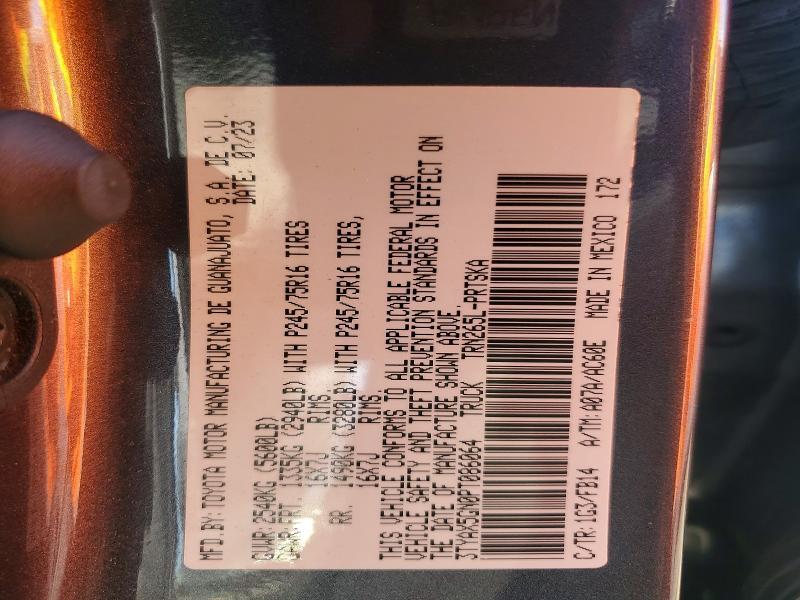 MFD. BY: TOYOTA MOTOR MANUFACTURING DE GUANAJUATO, S.A. DE C.V.
DATE: 07/23
GVWR: 2540KG (5600LB)
GAWR: FRT. 1335KG (2940LB) WITH P245/75R16 TIRES
16X7J RIMS.
RR. 1490KG (3280LB) WITH P245/75R16 TIRES,
16X7J RIMS.
THIS VEHICLE CONFORMS TO ALL APPLICABLE FEDERAL MOTOR
VEHICLE SAFETY AND THEFT PREVENTION STANDARDS IN EFFECT ON
THE DATE OF MANUFACTURE SHOWN ABOVE.
3TYAX5GNXPT086064 TRUCK TRN265L-PRTSKA
C/TR: 1G3/FB14 A/TM: A07A/AC60E MADE IN MEXICO 172